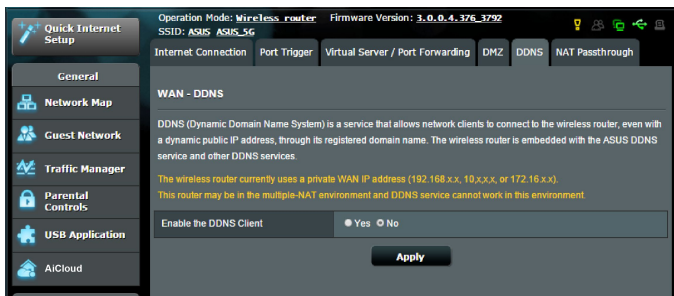 Quick Internet
Setup
Operation Mode: Wireless router Firmware Version: 3.0.0.4.376_3792
SSID: ASUS ASUS_5G
Internet Connection Port Trigger Virtual Server / Port Forwarding DMZ DDNS NAT Passthrough
General
Network Map
Guest Network
Traffic Manager
Parental
Controls
USB Application
AiCloud
WAN - DDNS
DDNS (Dynamic Domain Name System) is a service that allows network clients to connect to the wireless router, even with
a dynamic public IP address, through its registered domain name. The wireless router is embedded with the ASUS DDNS
service and other DDNS services.
The wireless router currently uses a private WAN IP address (192.168.x.x, 10,x,x,x, or 172.16.x.x).
This router may be in the multiple-NAT environment and DDNS service cannot work in this environment.
Enable the DDNS Client Yes No
Apply